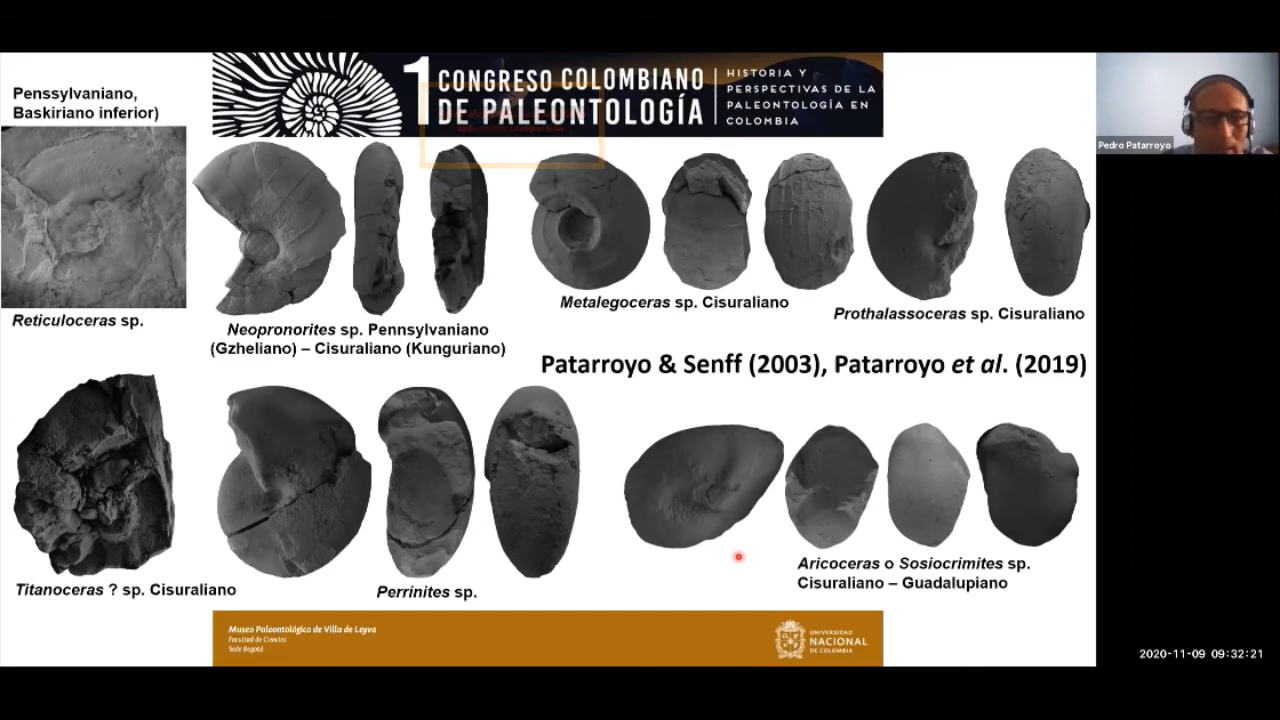 Penssylvaniano,
Baskiriano inferior)
1 CONGRESO COLOMBIANO
DE PALEONTOLOGÍA
HISTORIA Y
PERSPECTIVAS DE LA
PALEONTOLOGÍA EN
COLOMBIA
Pedro Patarroyo
Metalegoceras sp. Cisuraliano
Prothalassoceras sp. Cisuraliano
Reticuloceras sp.
Neopronorites sp. Pennsylvaniano
(Gzheliano) – Cisuraliano (Kunguriano)
Patarroyo & Senff (2003), Patarroyo et al. (2019)
Titanoceras ? sp. Cisuraliano
Perrinites sp.
Aricoceras o Sosiocrimites sp.
Cisuraliano – Guadalupiano
Museo Paleontológico de Villa de Leyva
Facultad de Ciencias
Sede Bogotá
UNIVERSIDAD
NACIONAL
DE COLOMBIA
2020-11-09 09:32:21